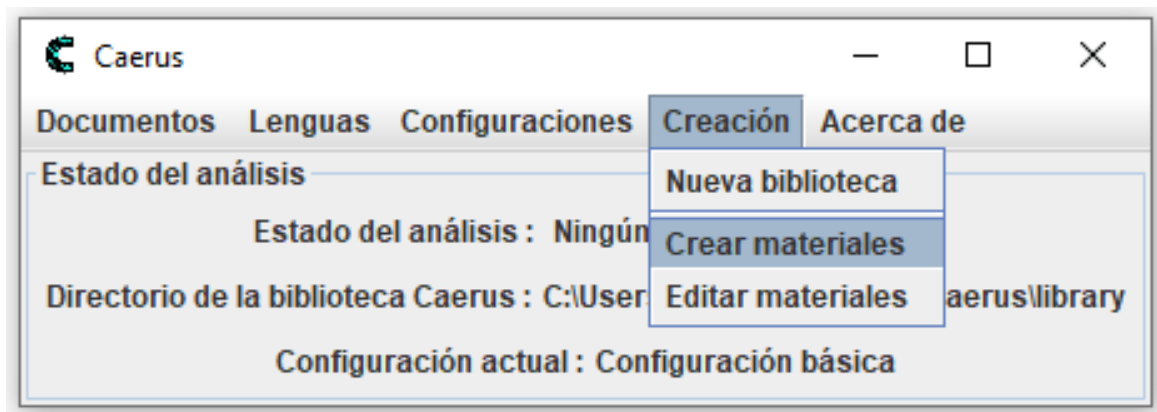 Caerus
Documentos Lenguas Configuraciones Creación Acerca de
Estado del análisis
Nueva biblioteca
Estado del análisis : Ningún
Crear materiales
Directorio de la biblioteca Caerus : C:\User
Editar materiales
aerus\library
Configuración actual : Configuración básica